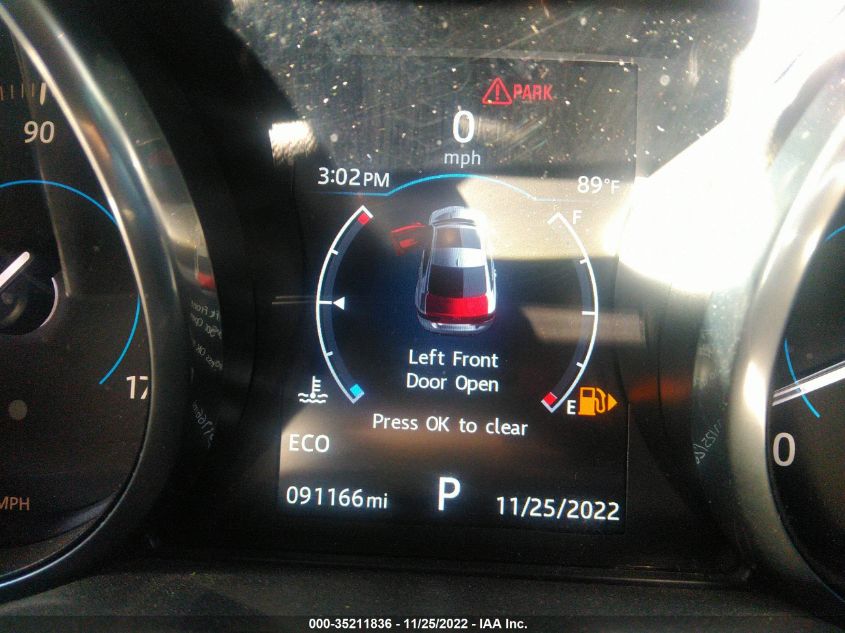 90
PARK
0
mph
3:02PM
89°F
F
Left Front
Door Open
E
Press OK to clear
ECO
17
0
MPH
091166mi
P
11/25/2022
000-35211836 - 11/25/2022 - IAA Inc.